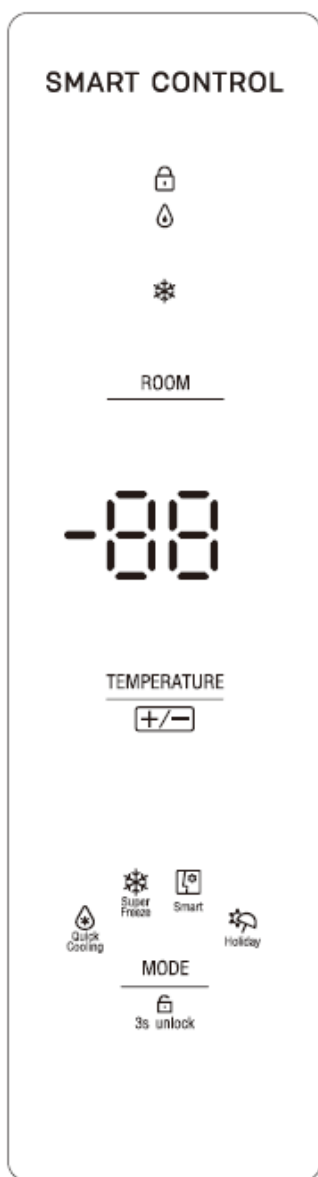 SMART CONTROL
ROOM
-88
TEMPERATURE
+/-
Super Freeze
Smart
Quick Cooling
Holiday
MODE
3s unlock